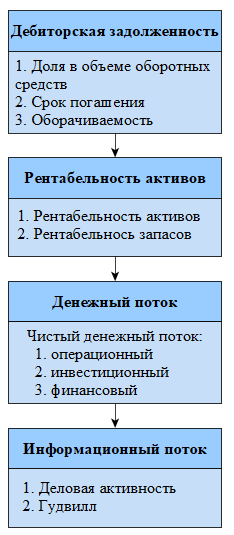 Дебиторская задолженность
1. Доля в объеме оборотных
средств
2. Срок погашения
3. Оборачиваемость
Рентабельность активов
1. Рентабельность активов
2. Рентабельнось запасов
Денежный поток
Чистый денежный поток:
1. операционный
2. инвестиционный
3. финансовый
Информационный поток
1. Деловая активность
2. Гудвилл